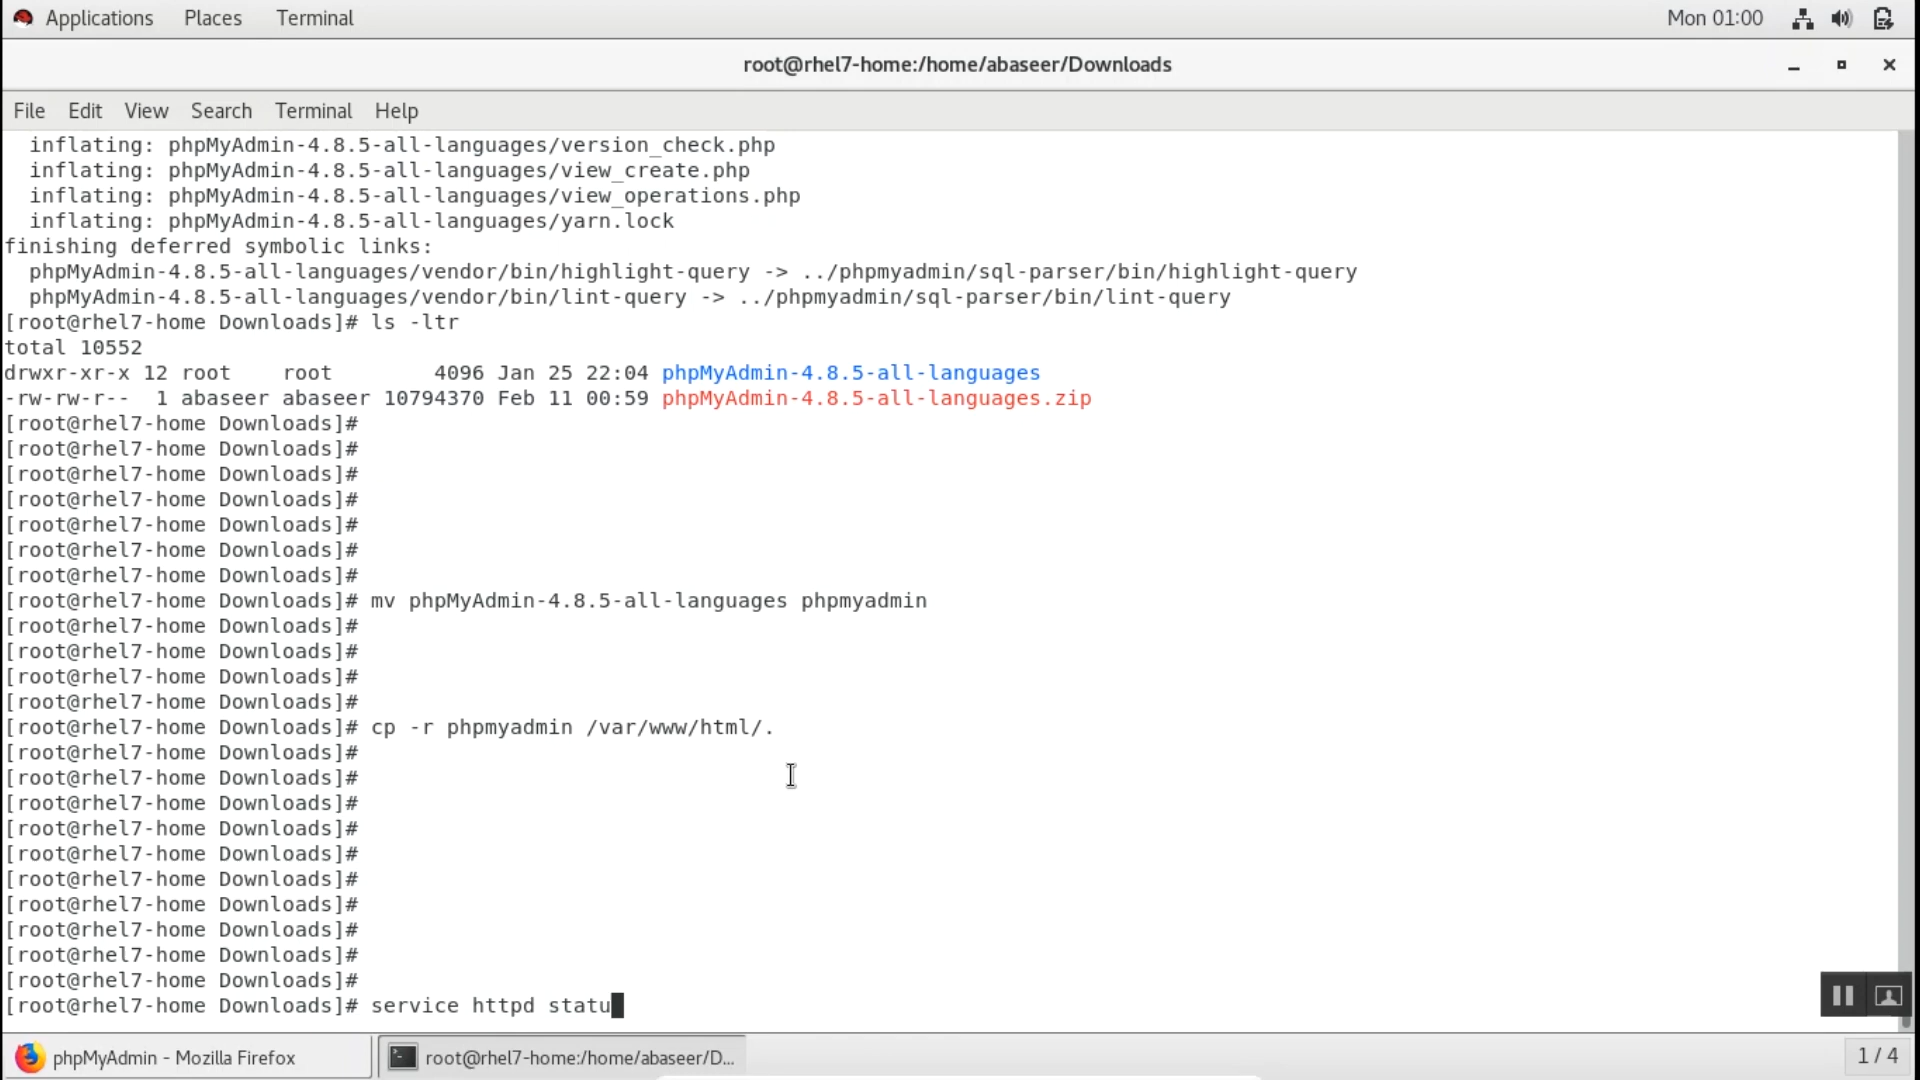 Applications Places Terminal Mon 01:00
root@rhel7-home:/home/abaseer/Downloads
File Edit View Search Terminal Help
inflating: phpMyAdmin-4.8.5-all-languages/version_check.php
inflating: phpMyAdmin-4.8.5-all-languages/view_create.php
inflating: phpMyAdmin-4.8.5-all-languages/view_operations.php
inflating: phpMyAdmin-4.8.5-all-languages/yarn.lock
finishing deferred symbolic links:
phpMyAdmin-4.8.5-all-languages/vendor/bin/highlight-query -> ../phpmyadmin/sql-parser/bin/highlight-query
phpMyAdmin-4.8.5-all-languages/vendor/bin/lint-query -> ../phpmyadmin/sql-parser/bin/lint-query
[root@rhel7-home Downloads]# ls -ltr
total 10552
drwxr-xr-x 12 root    root          4096 Jan 25 22:04 phpMyAdmin-4.8.5-all-languages
-rw-rw-r--  1 abaseer abaseer 10794370 Feb 11 00:59 phpMyAdmin-4.8.5-all-languages.zip
[root@rhel7-home Downloads]#
[root@rhel7-home Downloads]#
[root@rhel7-home Downloads]#
[root@rhel7-home Downloads]#
[root@rhel7-home Downloads]#
[root@rhel7-home Downloads]#
[root@rhel7-home Downloads]#
[root@rhel7-home Downloads]# mv phpMyAdmin-4.8.5-all-languages phpmyadmin
[root@rhel7-home Downloads]#
[root@rhel7-home Downloads]#
[root@rhel7-home Downloads]#
[root@rhel7-home Downloads]#
[root@rhel7-home Downloads]# cp -r phpmyadmin /var/www/html/.
[root@rhel7-home Downloads]#
[root@rhel7-home Downloads]#
[root@rhel7-home Downloads]#
[root@rhel7-home Downloads]#
[root@rhel7-home Downloads]#
[root@rhel7-home Downloads]#
[root@rhel7-home Downloads]#
[root@rhel7-home Downloads]#
[root@rhel7-home Downloads]#
[root@rhel7-home Downloads]#
[root@rhel7-home Downloads]# service httpd statu
phpMyAdmin - Mozilla Firefox root@rhel7-home:/home/abaseer/D... 1 / 4